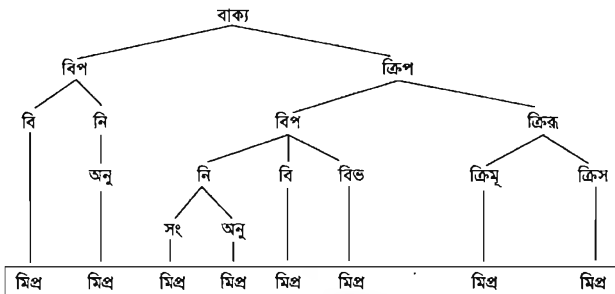 বাক্য
বিপ ক্রিপ
বি নি বিপ ক্রিরূ
অনু নি বি বিভ ক্রিমূ ক্রিস
সং অনু
মিপ্র মিপ্র মিপ্র মিপ্র মিপ্র মিপ্র মিপ্র মিপ্র